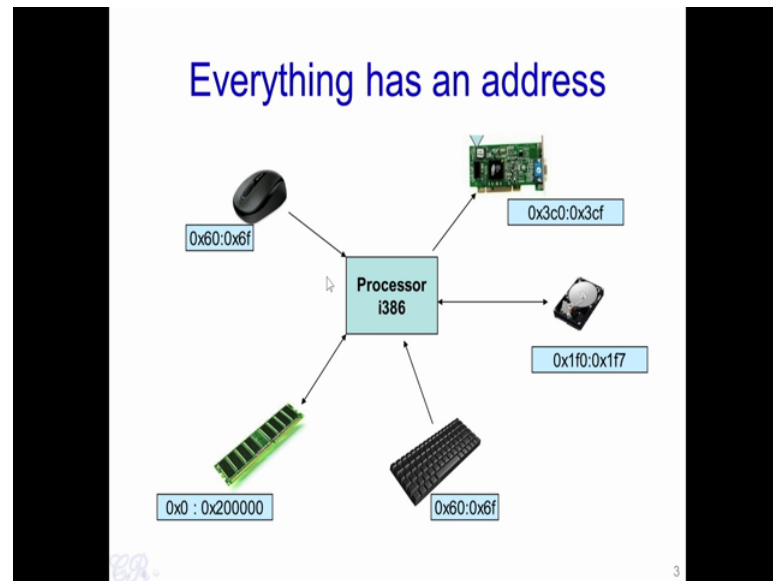 Everything has an address
0x3c0:0x3cf
0x60:0x6f
Processor
i386
0x1f0:0x1f7
0x0 : 0x200000
0x60:0x6f
3